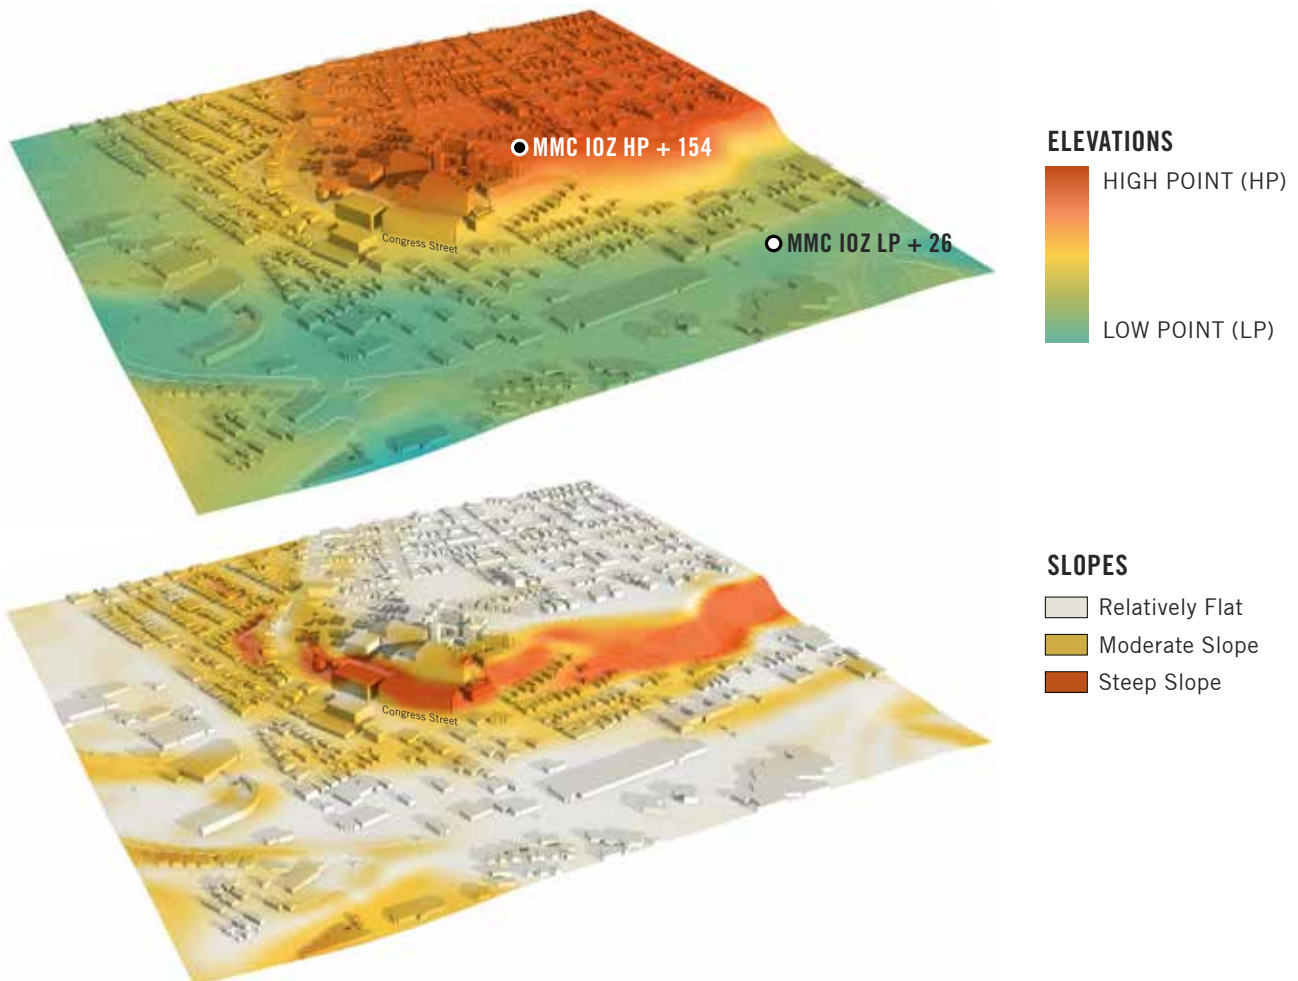 MMC IOZ HP + 154
Congress Street
MMC IOZ LP + 26
ELEVATIONS
HIGH POINT (HP)
LOW POINT (LP)
Congress Street
SLOPES
Relatively Flat
Moderate Slope
Steep Slope